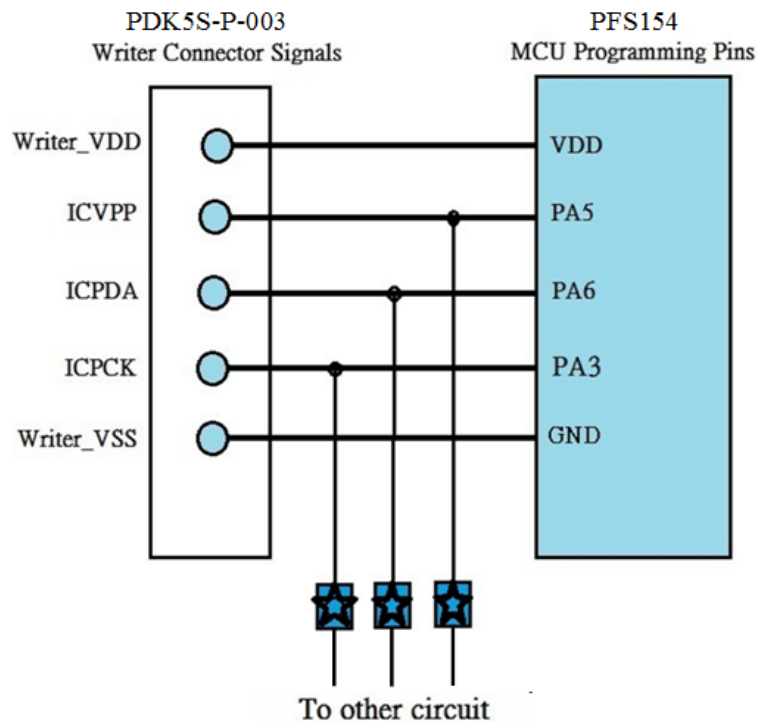 PDK5S-P-003
Writer Connector Signals
PFS154
MCU Programming Pins
Writer_VDD
VDD
ICVPP
PA5
ICPDA
PA6
ICPCK
PA3
Writer_VSS
GND
To other circuit